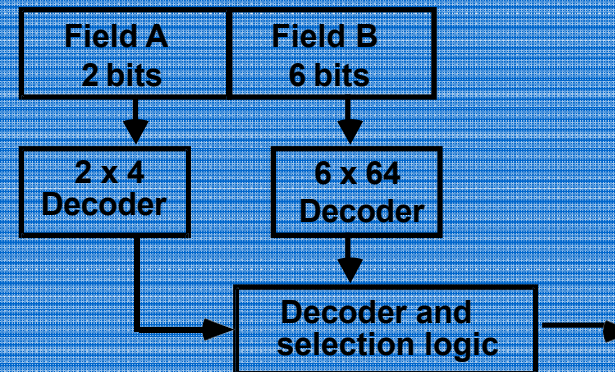 Field A
2 bits
Field B
6 bits
2 x 4
Decoder
6 x 64
Decoder
Decoder and
selection logic